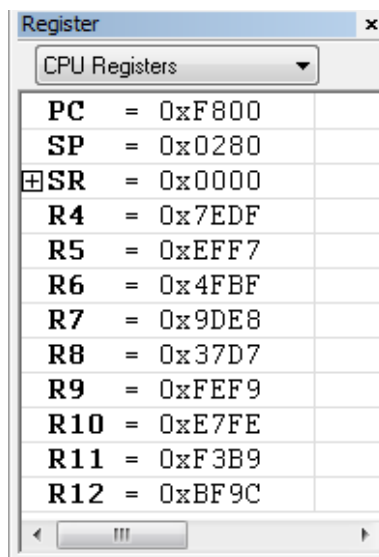 Register
CPU Registers
PC = 0xF800
SP = 0x0280
SR = 0x0000
R4 = 0x7EDF
R5 = 0xEFF7
R6 = 0x4FBF
R7 = 0x9DE8
R8 = 0x37D7
R9 = 0xFEF9
R10 = 0xE7FE
R11 = 0xF3B9
R12 = 0xBF9C